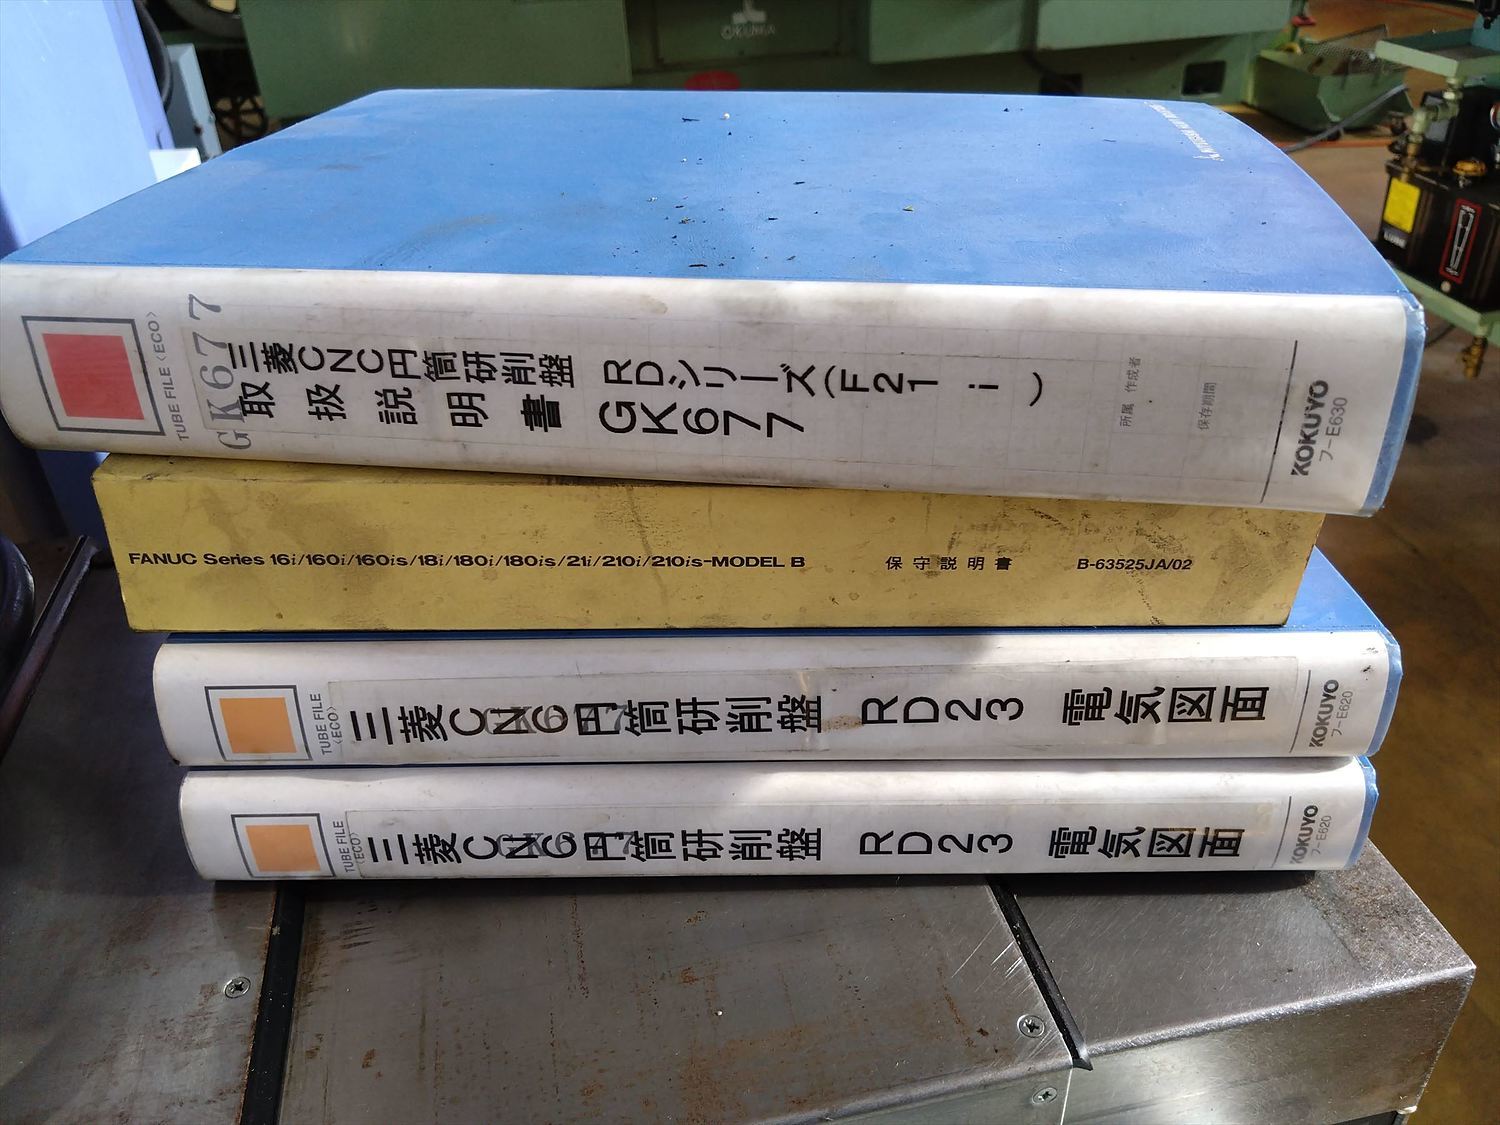 OKUMA
TUBE FILE〈ECO〉
GK677
三菱CNC円筒研削盤 RDシリーズ(F21i)
取扱説明書 GK677
所属 作成者
保存期間
KOKUYO
フ−E630
FANUC Series 16i/160i/160is/18i/180i/180is/21i/210i/210is-MODEL B 保守説明書 B-63525JA/02
TUBE FILE
〈ECO〉
三菱CNC円筒研削盤 RD23 電気図面
KOKUYO
フ−E620
TUBE FILE
〈ECO〉
三菱CNC円筒研削盤 RD23 電気図面
KOKUYO
フ−E620
LUBE